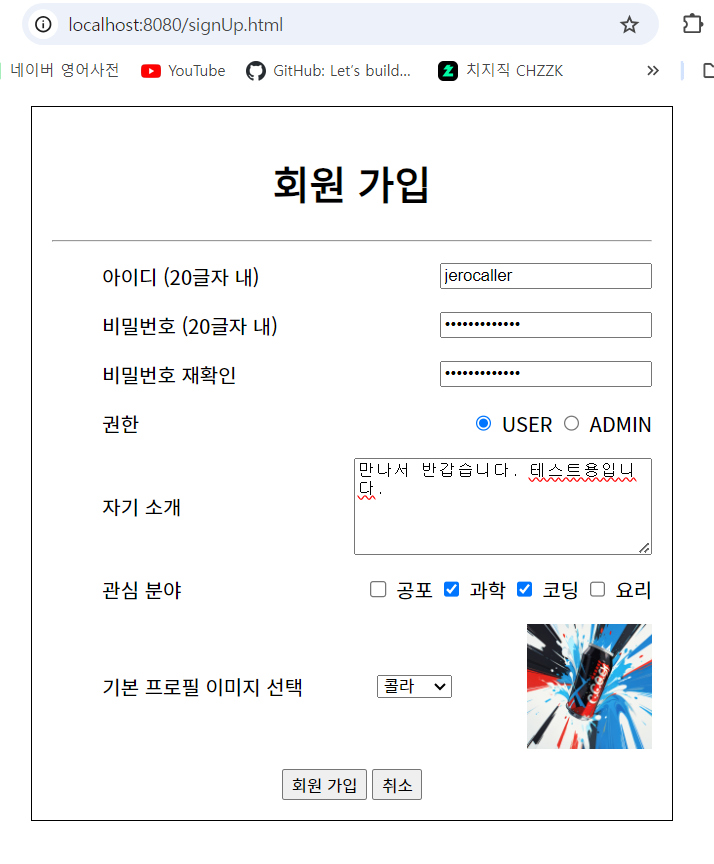 localhost:8080/signUp.html
네이버 영어사전 YouTube GitHub: Let's build... 치지직 CHZZK
회원 가입
아이디 (20글자 내) jerocaller
비밀번호 (20글자 내) •••••••••••••
비밀번호 재확인 •••••••••••••
권한 USER ADMIN
만나서 반갑습니다. 테스트용입니
다.
자기 소개
관심 분야 공포 과학 코딩 요리
기본 프로필 이미지 선택 콜라
회원 가입 취소